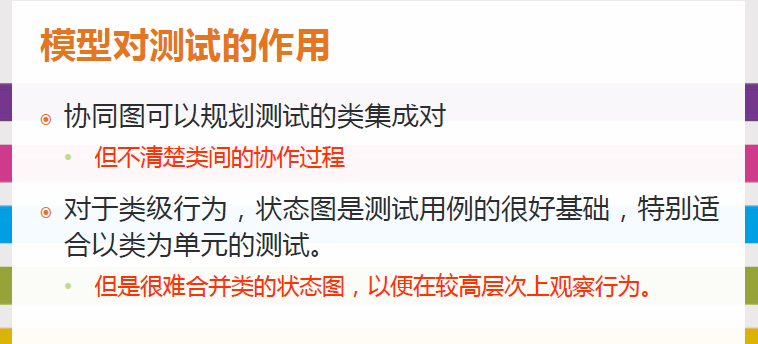 模型对测试的作用
协同图可以规划测试的类集成对
但不清楚类间的协作过程
对于类级行为，状态图是测试用例的很好基础，特别适
合以类为单元的测试。
但是很难合并类的状态图，以便在较高层次上观察行为。